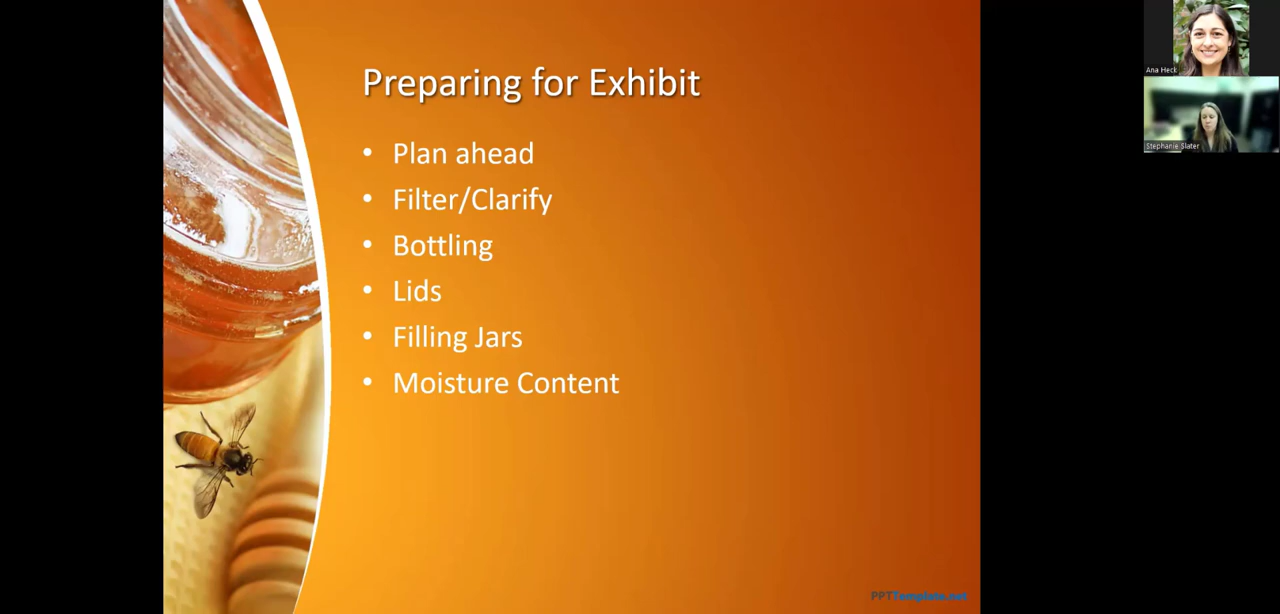 Preparing for Exhibit
• Plan ahead
• Filter/Clarify
• Bottling
• Lids
• Filling Jars
• Moisture Content
PPTTemplate.net
Ana Heck
Stephanie Slater